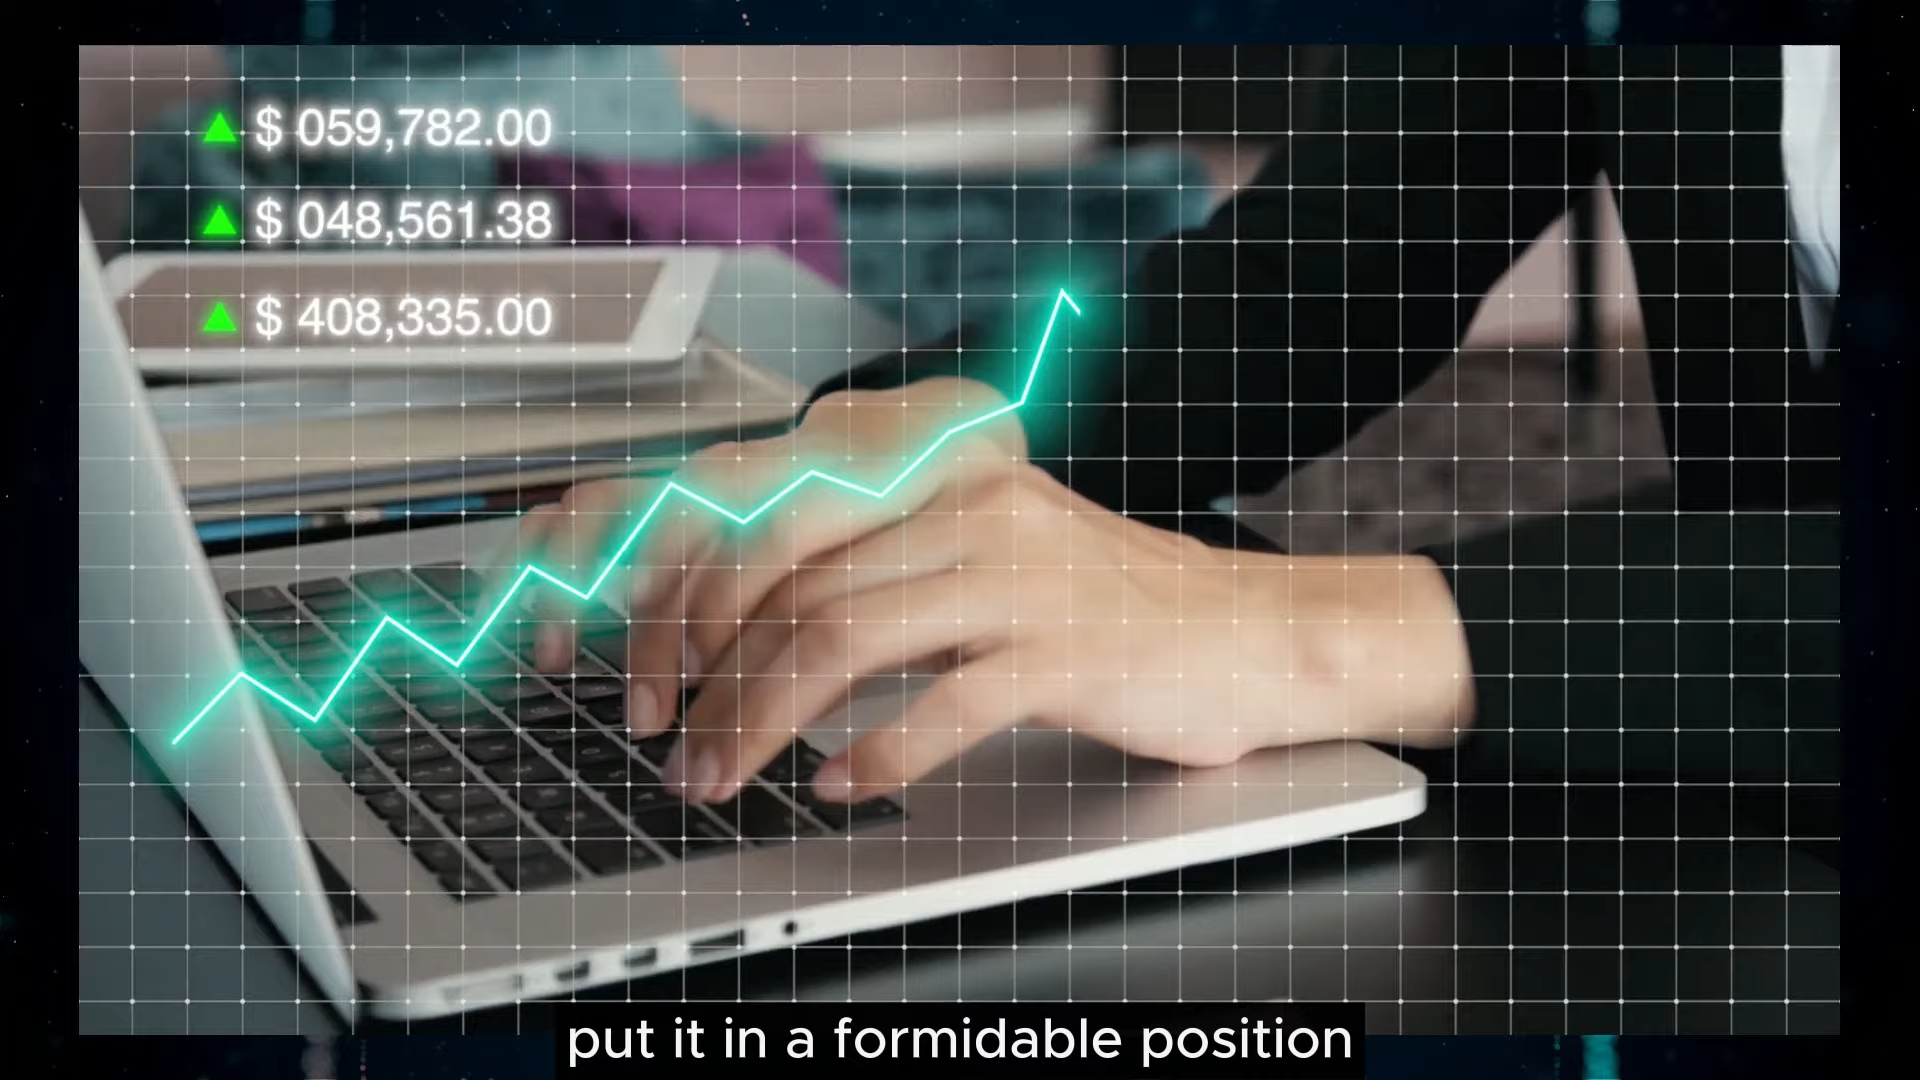 $ 059,782.00
$ 048,561.38
$ 408,335.00
put it in a formidable position